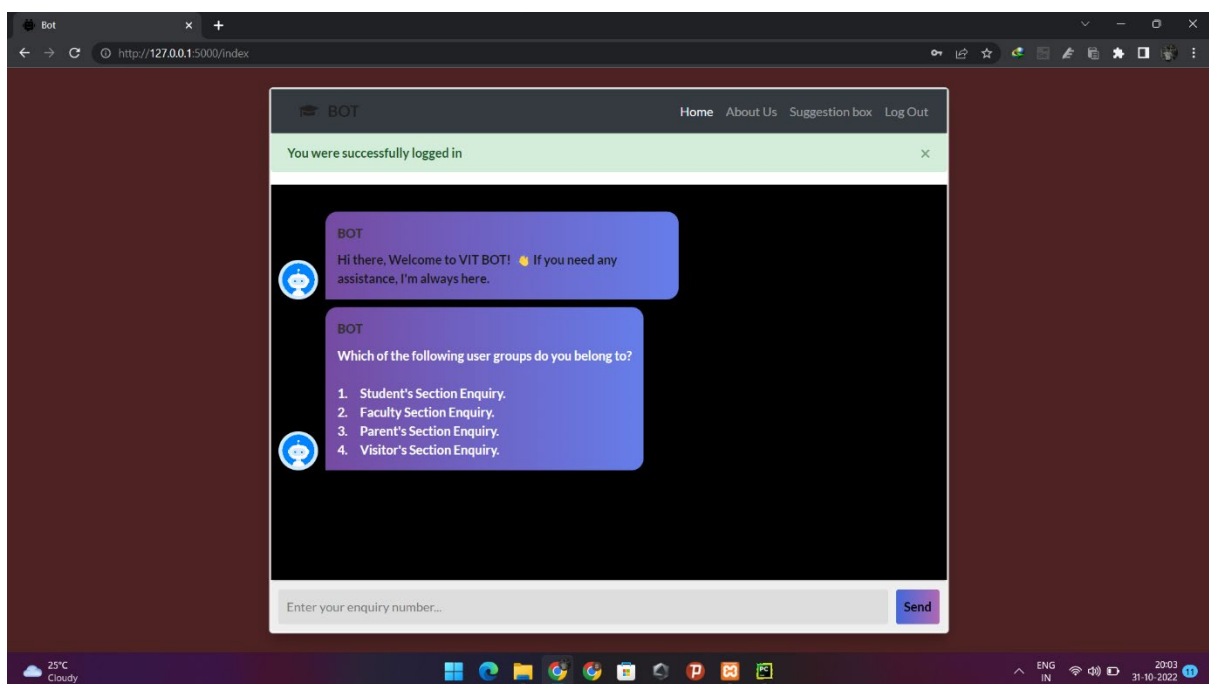 Bot
http://127.0.0.1:5000/index
BOT Home About Us Suggestion box Log Out
You were successfully logged in ×
BOT
Hi there, Welcome to VIT BOT! 👋 If you need any
assistance, I'm always here.
BOT
Which of the following user groups do you belong to?
1. Student's Section Enquiry.
2. Faculty Section Enquiry.
3. Parent's Section Enquiry.
4. Visitor's Section Enquiry.
Enter your enquiry number... Send
25°C
Cloudy
PC
ENG
IN
20:03
31-10-2022
11